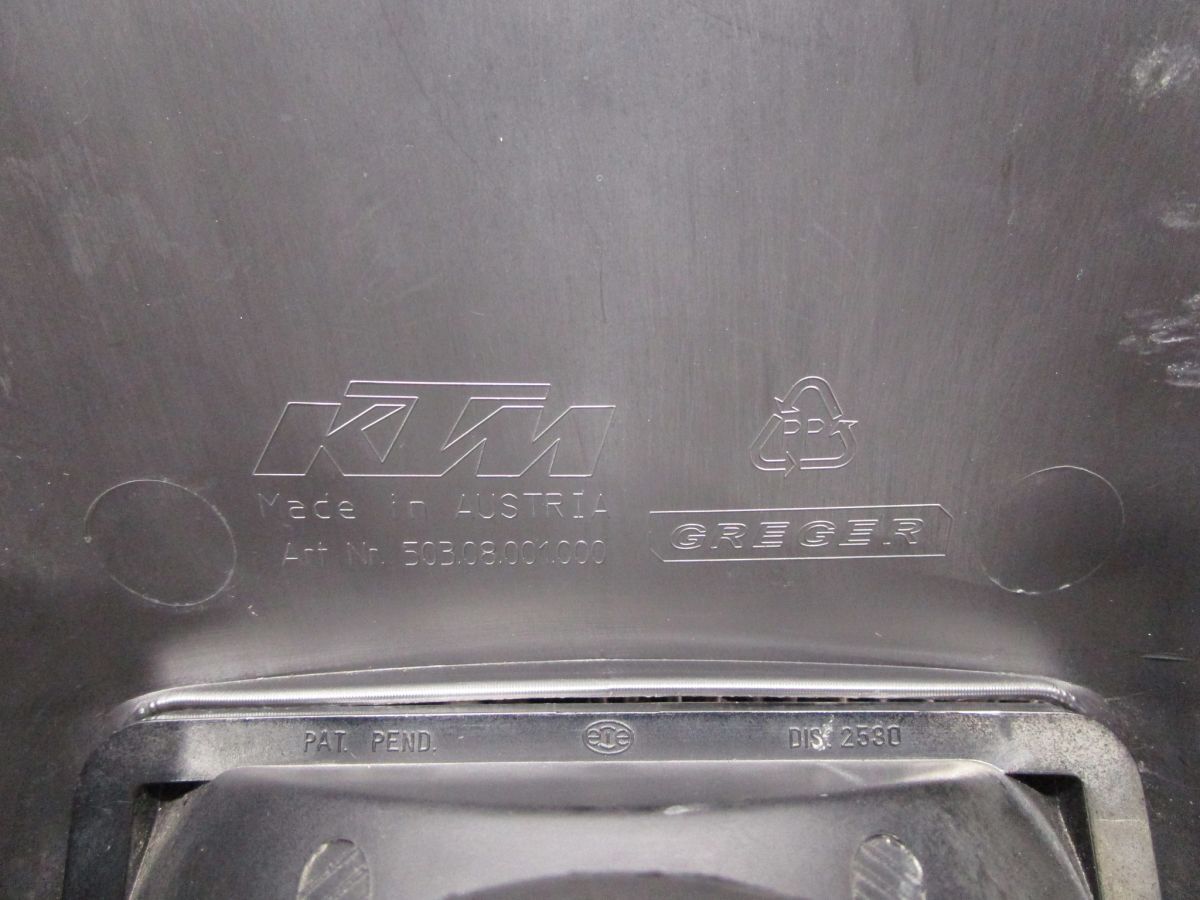 KTM
Made in AUSTRIA
Art Nr. 503.08.001.000
PP
GREGER
PAT. PEND.
DIS. 2530